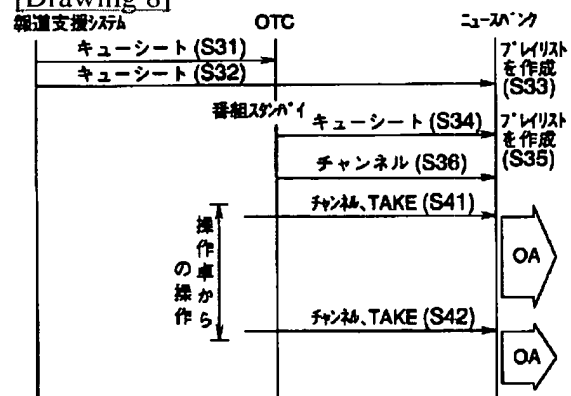 [Drawing 8]
報道支援システム OTC ニュースバンク
キューシート (S31)
キューシート (S32)
プレイリスト
を作成
(S33)
番組スタンバイ
キューシート (S34)
プレイリスト
を作成
(S35)
チャンネル (S36)
チャンネル、TAKE (S41)
操作卓から
の操作
OA
チャンネル、TAKE (S42)
OA